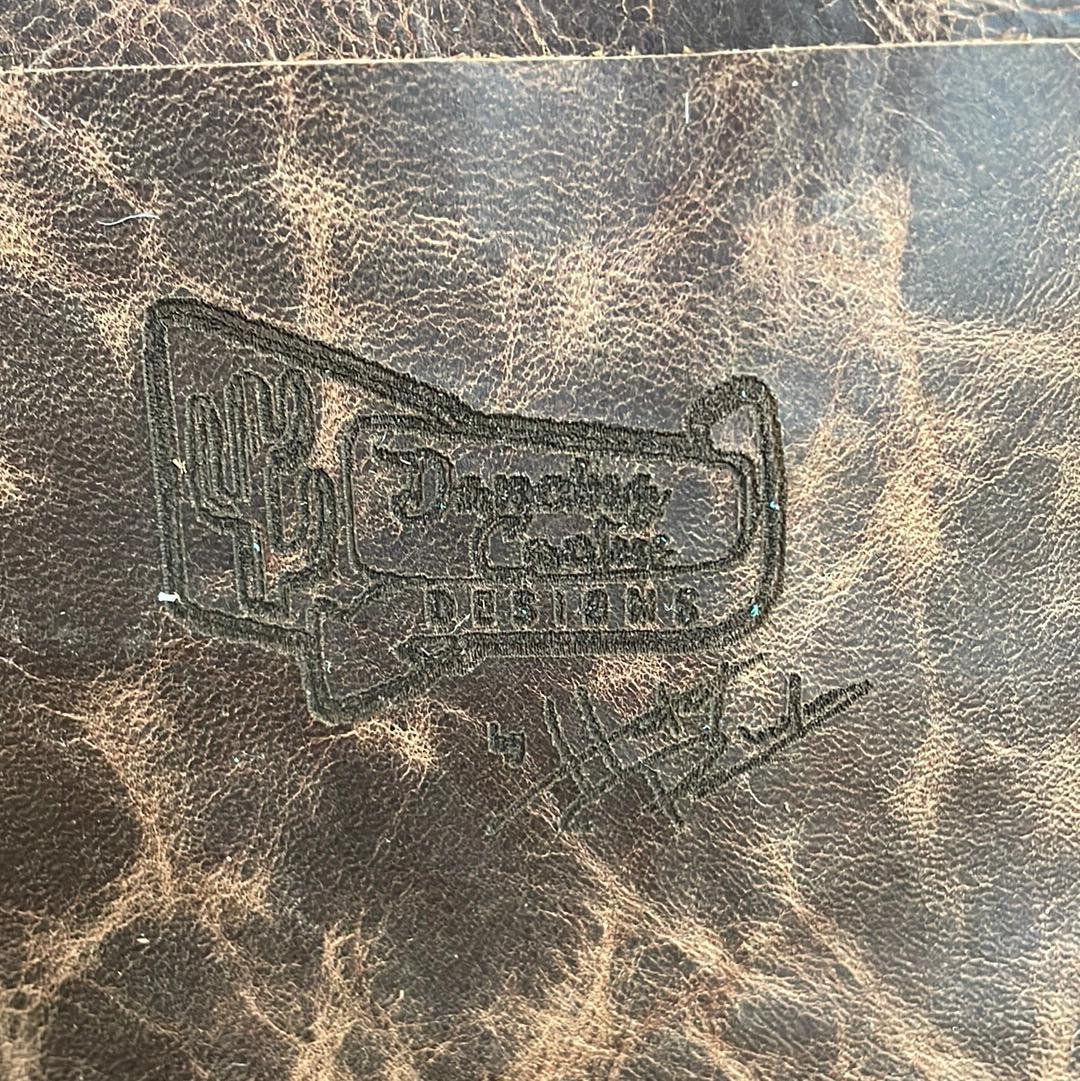 Dancing
Cactus
DESIGNS
by